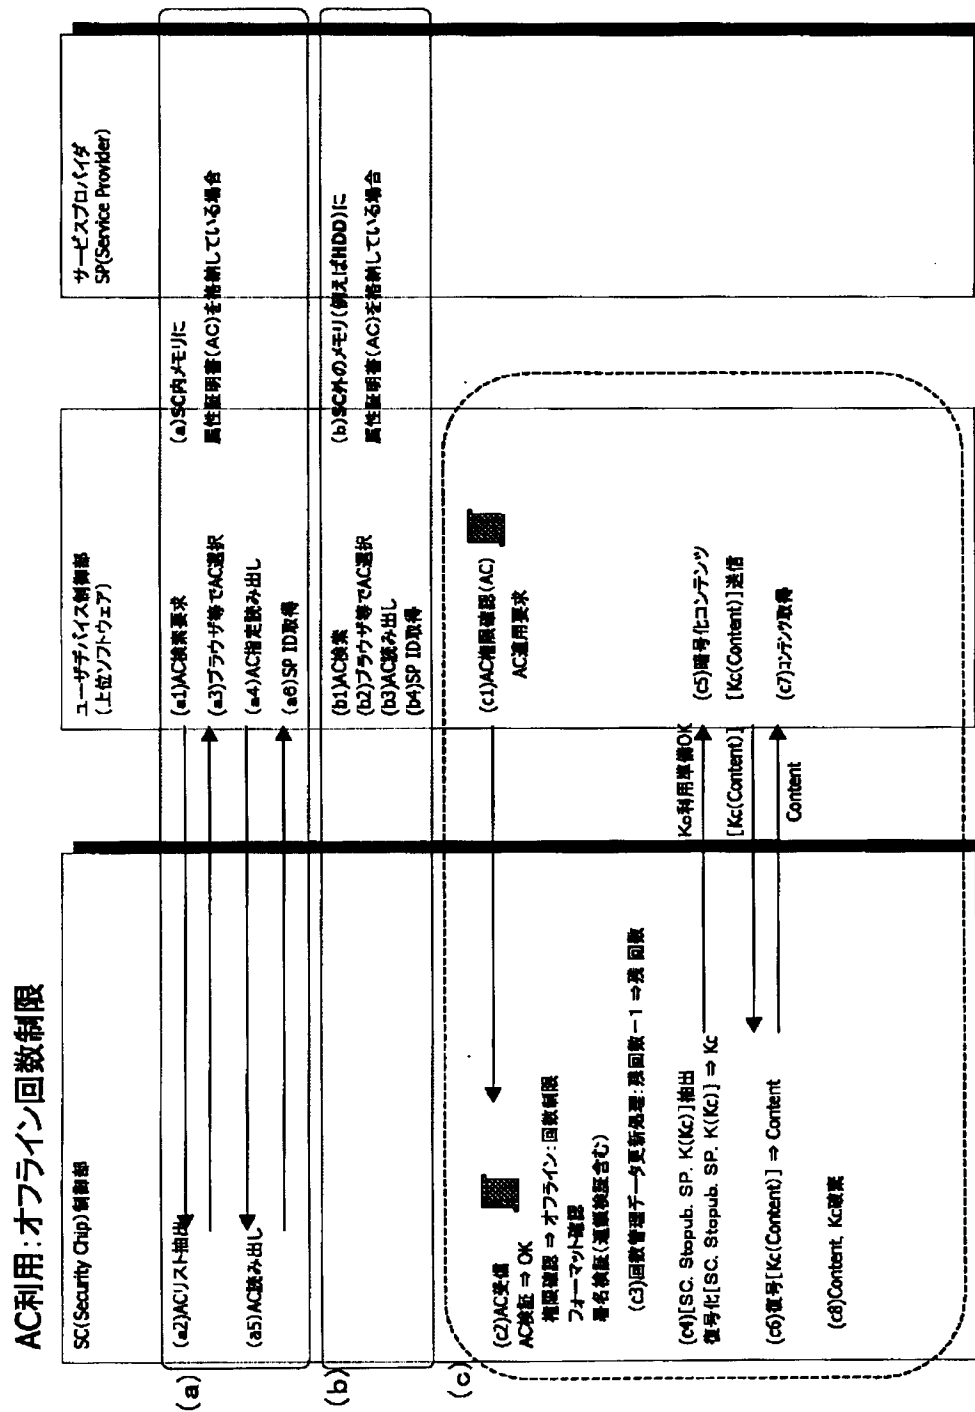 AC利用:オフライン回数制限
SC(Security Chip)制御部
ユーザデバイス制御部
(上位ソフトウェア)
サービスプロバイダ
SP(Service Provider)
(a)
(a1)AC検索要求
(a2)ACリスト抽出
(a3)ブラウザ等でAC選択
(a4)AC指定読み出し
(a5)AC読み出し
(a6)SP ID取得
(a)SC内メモリに
属性証明書(AC)を格納している場合
(b)
(b1)AC検索
(b2)ブラウザ等でAC選択
(b3)AC読み出し
(b4)SP ID取得
(b)SC外のメモリ(例えばHDD)に
属性証明書(AC)を格納している場合
(c)
(c1)AC権限確認(AC)
AC適用要求
(c2)AC受信
AC検証 ⇒ OK
権限確認 ⇒ オフライン:回数制限
フォーマット確認
署名検証(連鎖検証含む)
(c3)回数管理データ更新処理:残回数-1 ⇒残 回数
(c4)[SC. Stopub. SP. K(Kc)]抽出
復号化[SC. Stopub. SP. K(Kc)] ⇒ Kc
Kc利用準備OK
(c5)暗号化コンテンツ
[Kc(Content)]送信
[Kc(Content)]
(c6)復号[Kc(Content)] ⇒ Content
Content
(c7)コンテンツ取得
(c8)Content, Kc破棄